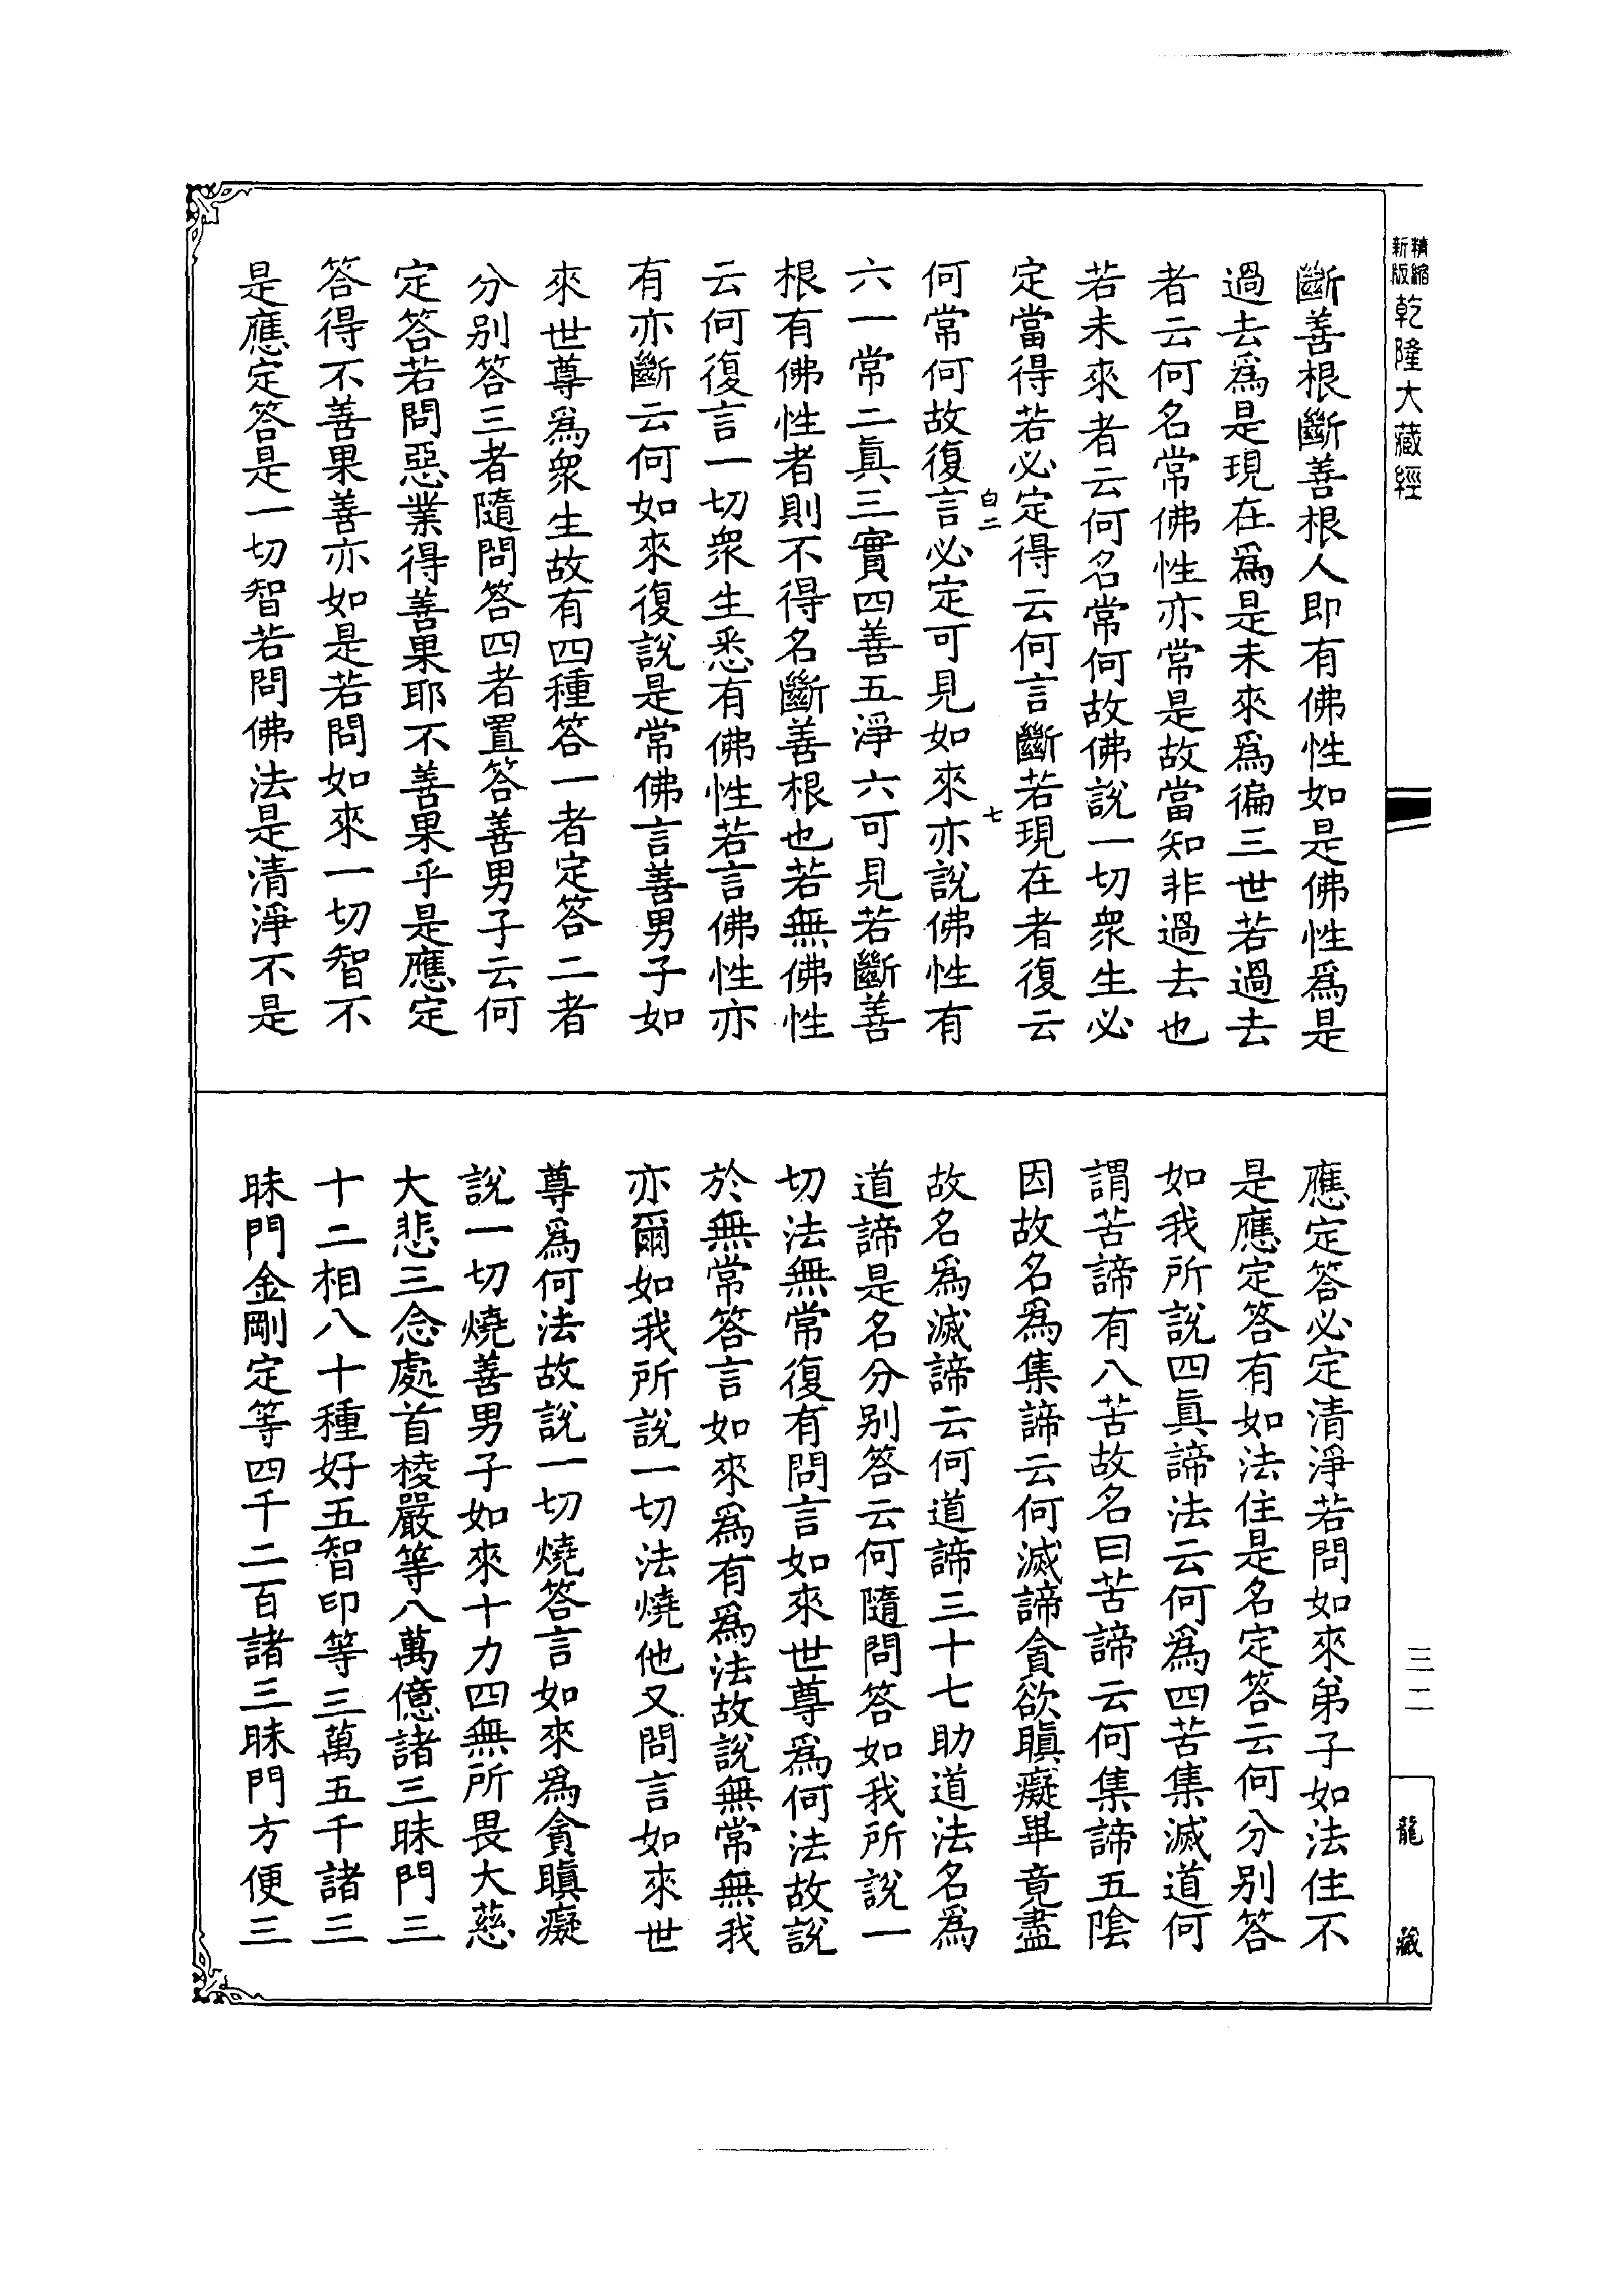 精縮新版乾隆大藏經
斷善根斷善根人即有佛性如是佛性爲是
過去爲是現在爲是未來爲徧三世若過去
者云何名常佛性亦常是故當知非過去也
若未來者云何名常何故佛說一切衆生必
定當得若必定得云何言斷若現在者復云
白二 七
何常何故復言必定可見如來亦說佛性有
六一常二眞三實四善五淨六可見若斷善
根有佛性者則不得名斷善根也若無佛性
云何復言一切衆生悉有佛性若言佛性亦
有亦斷云何如來復說是常佛言善男子如
來世尊爲衆生故有四種答一者定答二者
分別答三者隨問答四者置答善男子云何
定答若問惡業得善果耶不善果乎是應定
答得不善果善亦如是若問如來一切智不
是應定答是一切智若問佛法是清淨不是
應定答必定清淨若問如來弟子如法住不
是應定答有如法住是名定答云何分別答
如我所說四眞諦法云何爲四苦集滅道何
謂苦諦有八苦故名曰苦諦云何集諦五陰
因故名爲集諦云何滅諦貪欲瞋癡畢竟盡
故名爲滅諦云何道諦三十七助道法名爲
道諦是名分別答云何隨問答如我所說一
切法無常復有問言如來世尊爲何法故說
於無常答言如來爲有爲法故說無常無我
亦爾如我所說一切法燒他又問言如來世
尊爲何法故說一切燒答言如來爲貪瞋癡
說一切燒善男子如來十力四無所畏大慈
大悲三念處首棱嚴等八萬億諸三昧門三
十二相八十種好五智印等三萬五千諸三
昧門金剛定等四千二百諸三昧門方便三
三二
龍藏